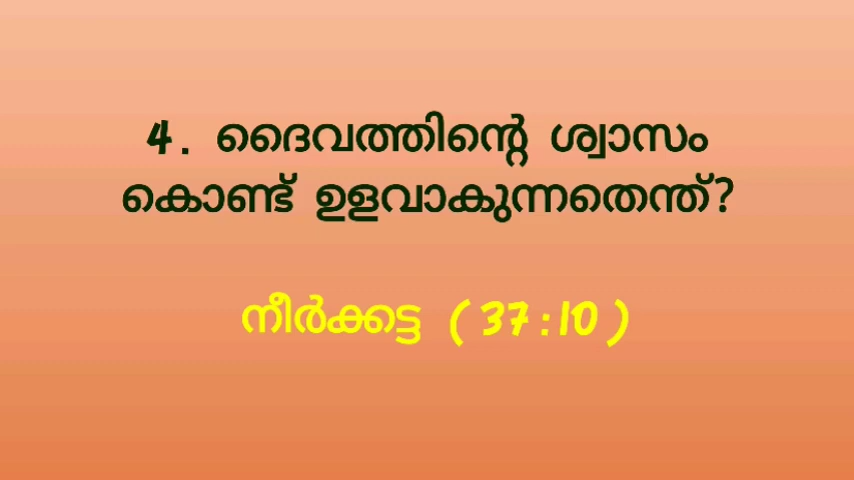 4. ദൈവത്തിന്റെ ശ്വാസം
കൊണ്ട് ഉളവാകുന്നതെന്ത്?
നീർക്കട്ട (37:10)